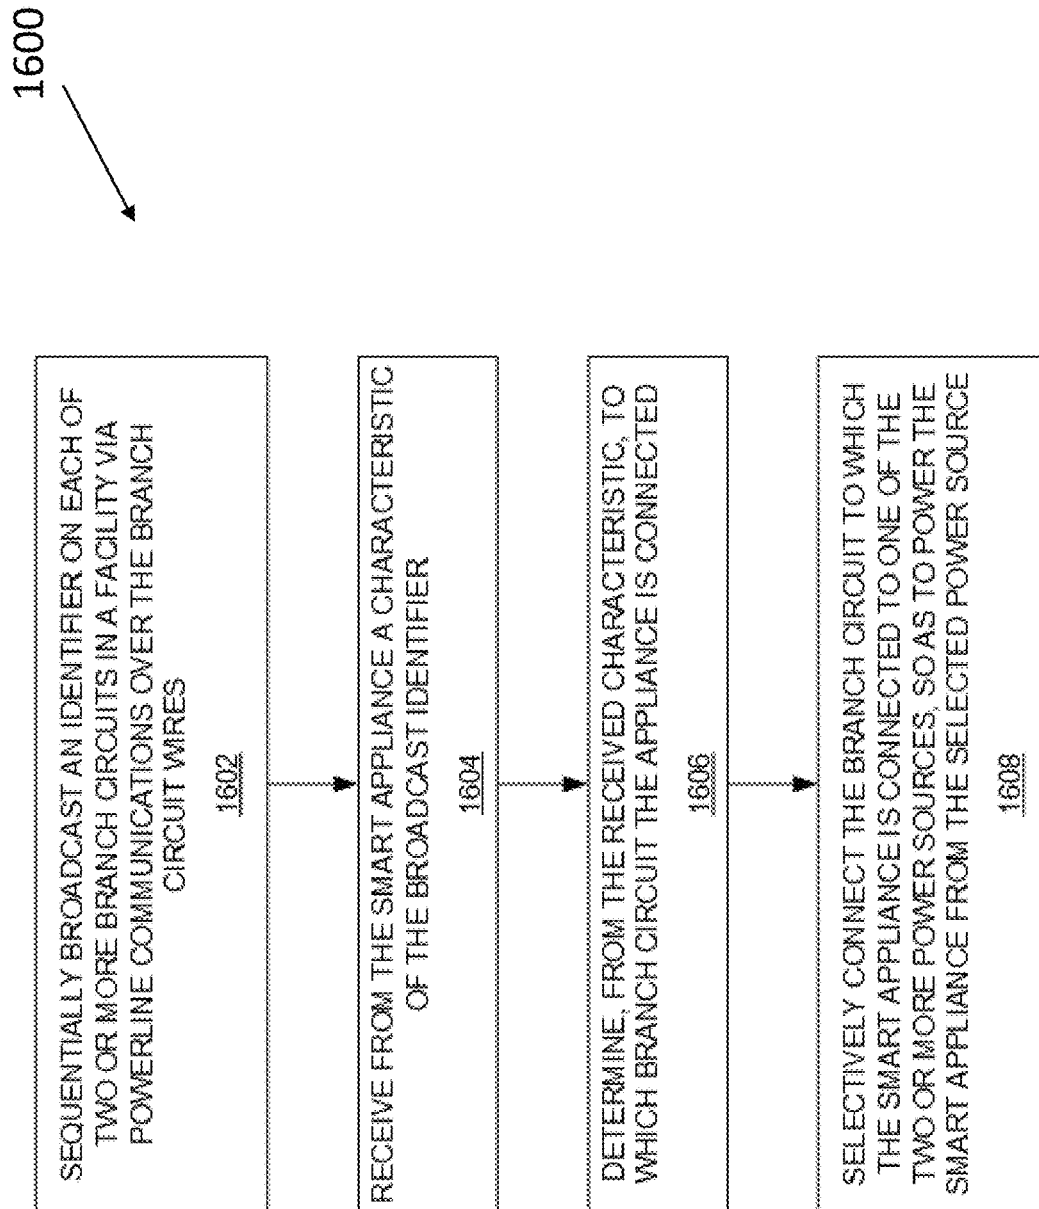 1600
SEQUENTIALLY BROADCAST AN IDENTIFIER ON EACH OF
TWO OR MORE BRANCH CIRCUITS IN A FACILITY VIA
POWERLINE COMMUNICATIONS OVER THE BRANCH
CIRCUIT WIRES
1602
RECEIVE FROM THE SMART APPLIANCE A CHARACTERISTIC
OF THE BROADCAST IDENTIFIER
1604
DETERMINE, FROM THE RECEIVED CHARACTERISTIC, TO
WHICH BRANCH CIRCUIT THE APPLIANCE IS CONNECTED
1606
SELECTIVELY CONNECT THE BRANCH CIRCUIT TO WHICH
THE SMART APPLIANCE IS CONNECTED TO ONE OF THE
TWO OR MORE POWER SOURCES, SO AS TO POWER THE
SMART APPLIANCE FROM THE SELECTED POWER SOURCE
1608